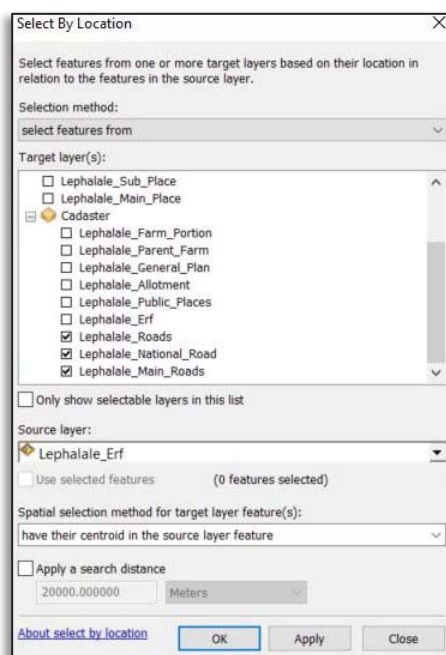 Select By Location
Select features from one or more target layers based on their location in
relation to the features in the source layer.
Selection method:
select features from
Target layer(s):
Lephalale_Sub_Place
Lephalale_Main_Place
Cadaster
Lephalale_Farm_Portion
Lephalale_Parent_Farm
Lephalale_General_Plan
Lephalale_Allotment
Lephalale_Public_Places
Lephalale_Erf
Lephalale_Roads
Lephalale_National_Road
Lephalale_Main_Roads
Only show selectable layers in this list
Source layer:
Lephalale_Erf
Use selected features (0 features selected)
Spatial selection method for target layer feature(s):
have their centroid in the source layer feature
Apply a search distance
20000.000000 Meters
About select by location OK Apply Close